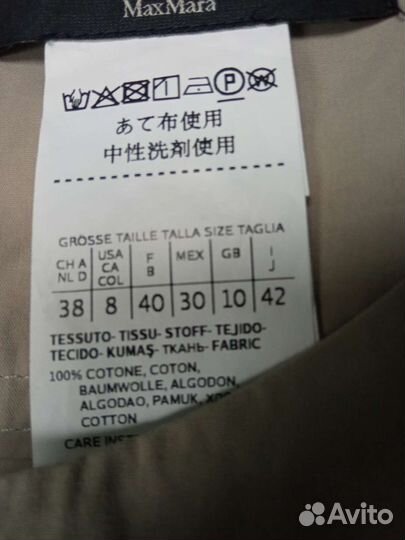 MaxMara
P W
あて布使用
中性洗剤使用
GRÖSSE TAILLE TALLA SIZE TAGLIA
CH A NL D USA CA COL F B MEX GB I J
38 8 40 30 10 42
TESSUTO- TISSU- STOFF- TEJIDO-
TECIDO- KUMAŞ- ТКАНЬ- FABRIC
100% COTONE, COTON,
BAUMWOLLE, ALGODON,
ALGODAO, PAMUK,
COTTON
CARE
Avito